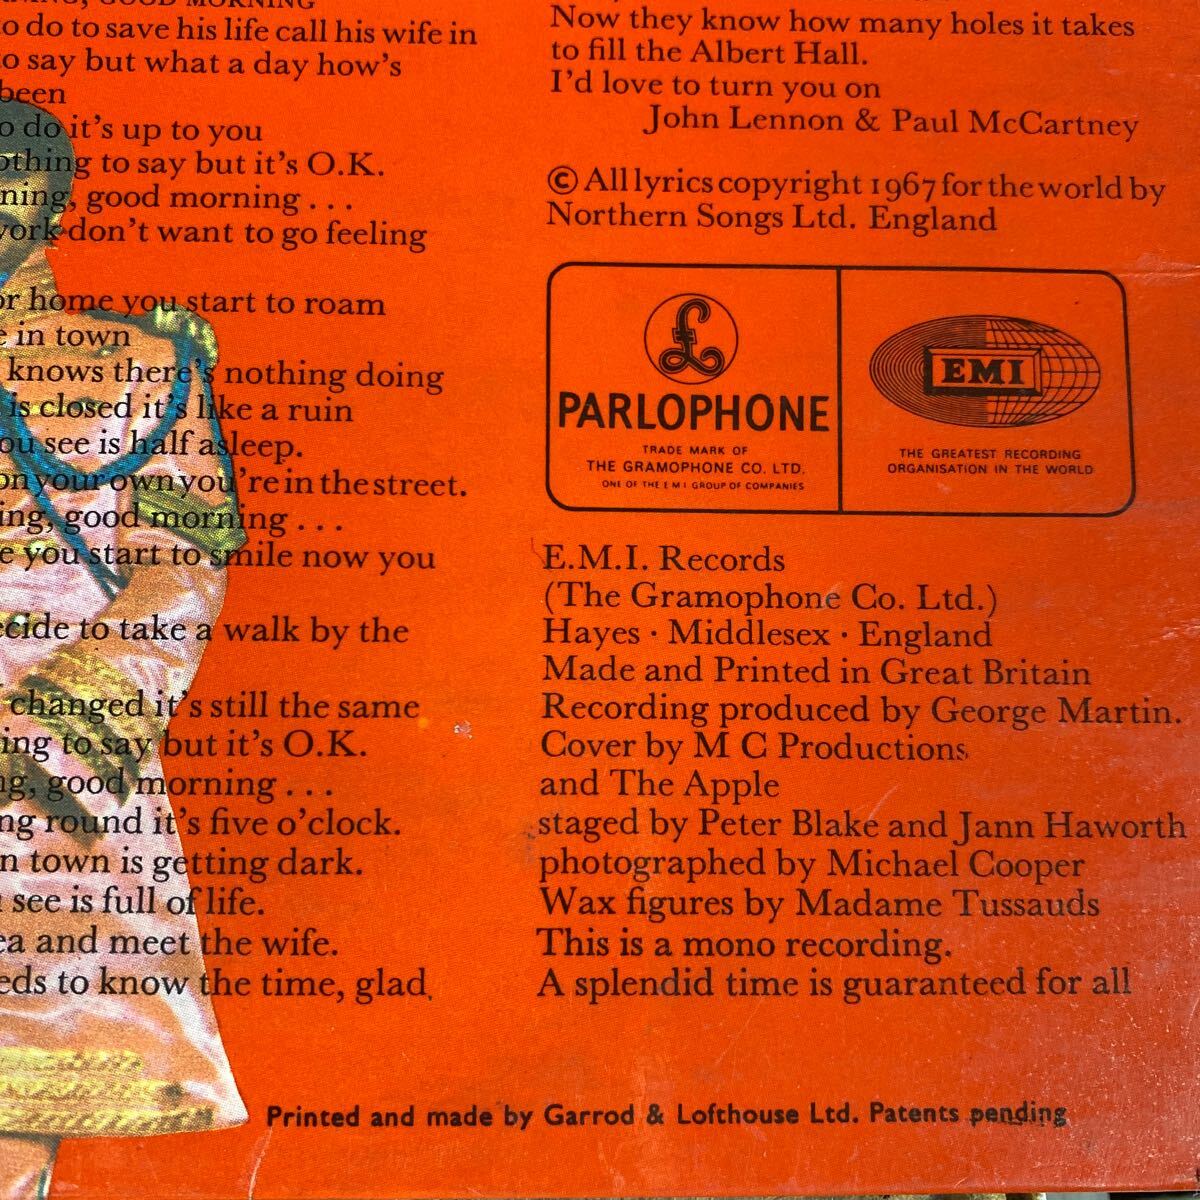 GOOD MORNING
to do to save his life call his wife in
to say but what a day how's
been
to do it's up to you
nothing to say but it's O.K.
ning, good morning . . .
work don't want to go feeling
or home you start to roam
e in town
knows there's nothing doing
is closed it's like a ruin
you see is half asleep.
on your own you're in the street.
ing, good morning . . .
e you start to smile now you
ecide to take a walk by the
changed it's still the same
ing to say but it's O.K.
ng, good morning . . .
ng round it's five o'clock.
n town is getting dark.
see is full of life.
ea and meet the wife.
eds to know the time, glad
Now they know how many holes it takes
to fill the Albert Hall.
I'd love to turn you on
John Lennon & Paul McCartney
© All lyrics copyright 1967 for the world by
Northern Songs Ltd. England
£
PARLOPHONE
TRADE MARK OF
THE GRAMOPHONE CO. LTD.
ONE OF THE E M I GROUP OF COMPANIES
EMI
THE GREATEST RECORDING
ORGANISATION IN THE WORLD
E.M.I. Records
(The Gramophone Co. Ltd.)
Hayes · Middlesex · England
Made and Printed in Great Britain
Recording produced by George Martin.
Cover by M C Productions
and The Apple
staged by Peter Blake and Jann Haworth
photographed by Michael Cooper
Wax figures by Madame Tussauds
This is a mono recording.
A splendid time is guaranteed for all
Printed and made by Garrod & Lofthouse Ltd. Patents pending